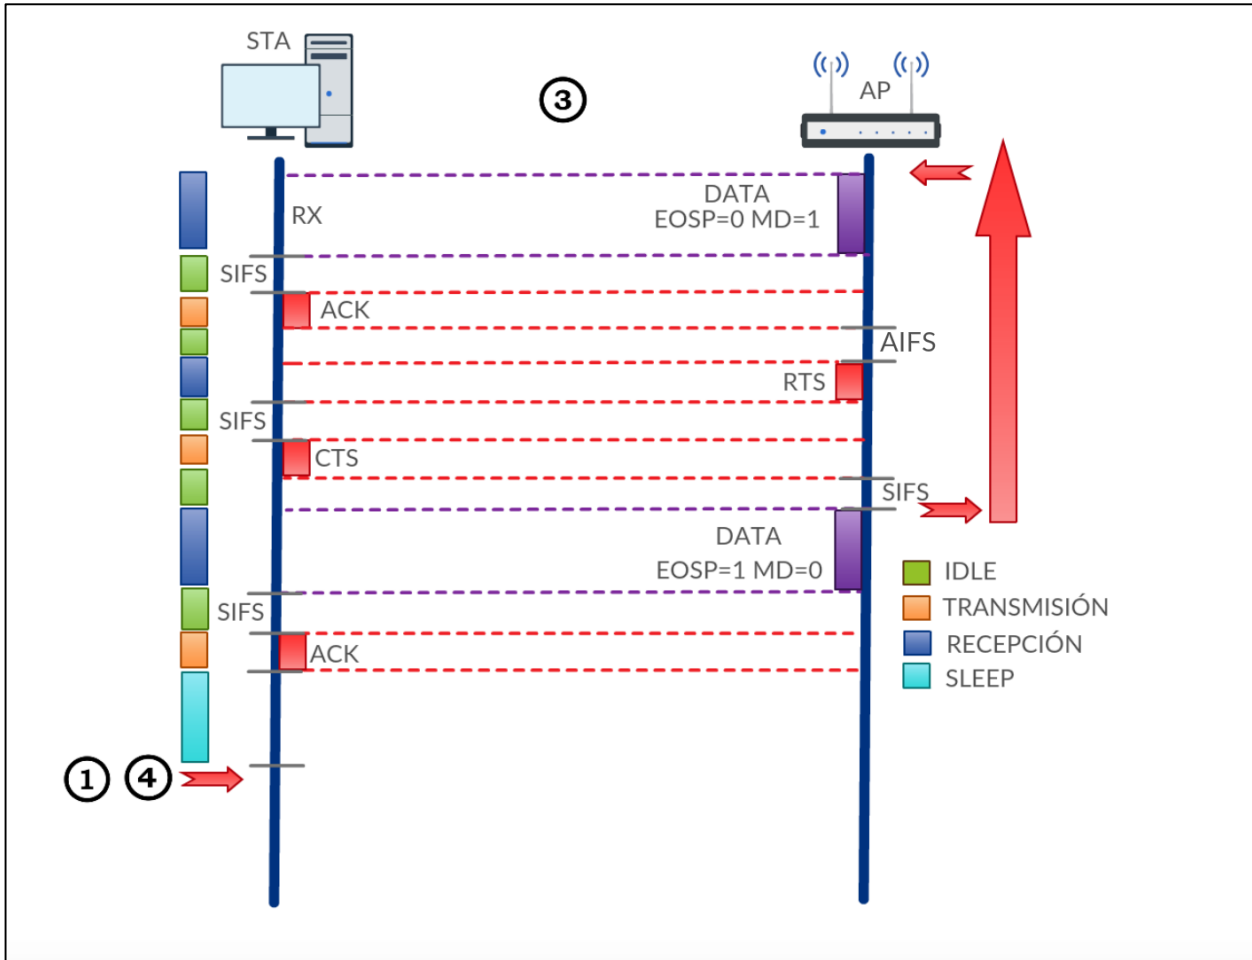 STA
3
AP
DATA
EOSP=0 MD=1
RX
SIFS
ACK
AIFS
RTS
SIFS
CTS
SIFS
DATA
EOSP=1 MD=0
IDLE
TRANSMISIÓN
SIFS
RECEPCIÓN
ACK
SLEEP
1 4